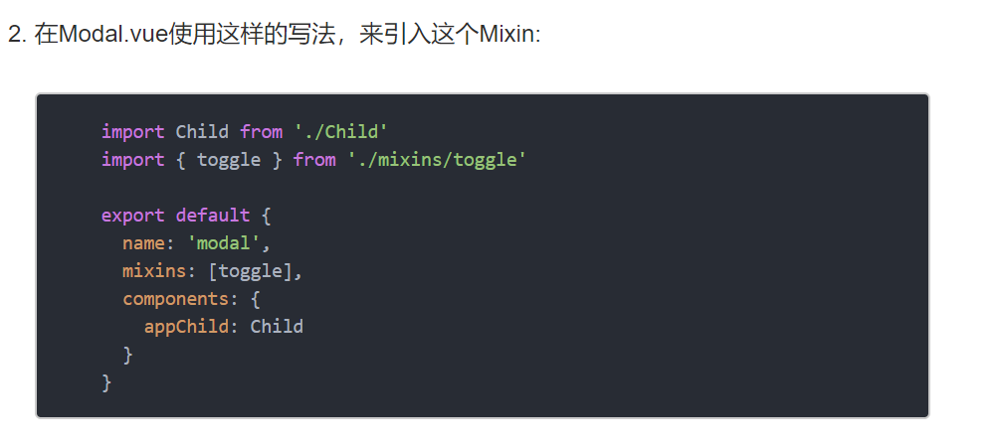 2. 在Modal.vue使用这样的写法，来引入这个Mixin:
import Child from './Child'
import { toggle } from './mixins/toggle'
export default {
name: 'modal',
mixins: [toggle],
components: {
appChild: Child
}
}